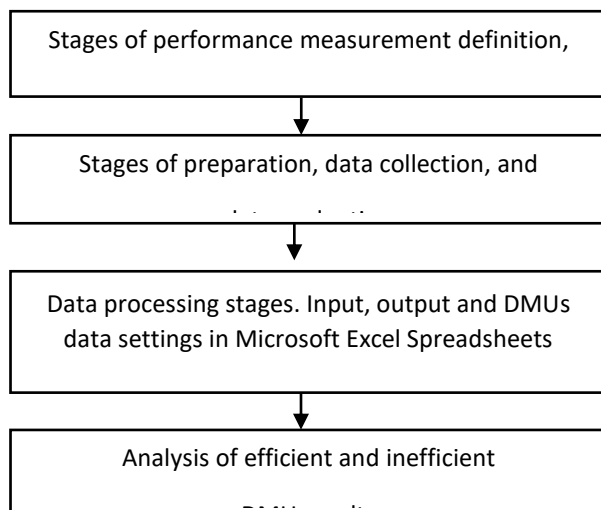 Stages of performance measurement definition,
Stages of preparation, data collection, and
Data processing stages. Input, output and DMUs
data settings in Microsoft Excel Spreadsheets
Analysis of efficient and inefficient